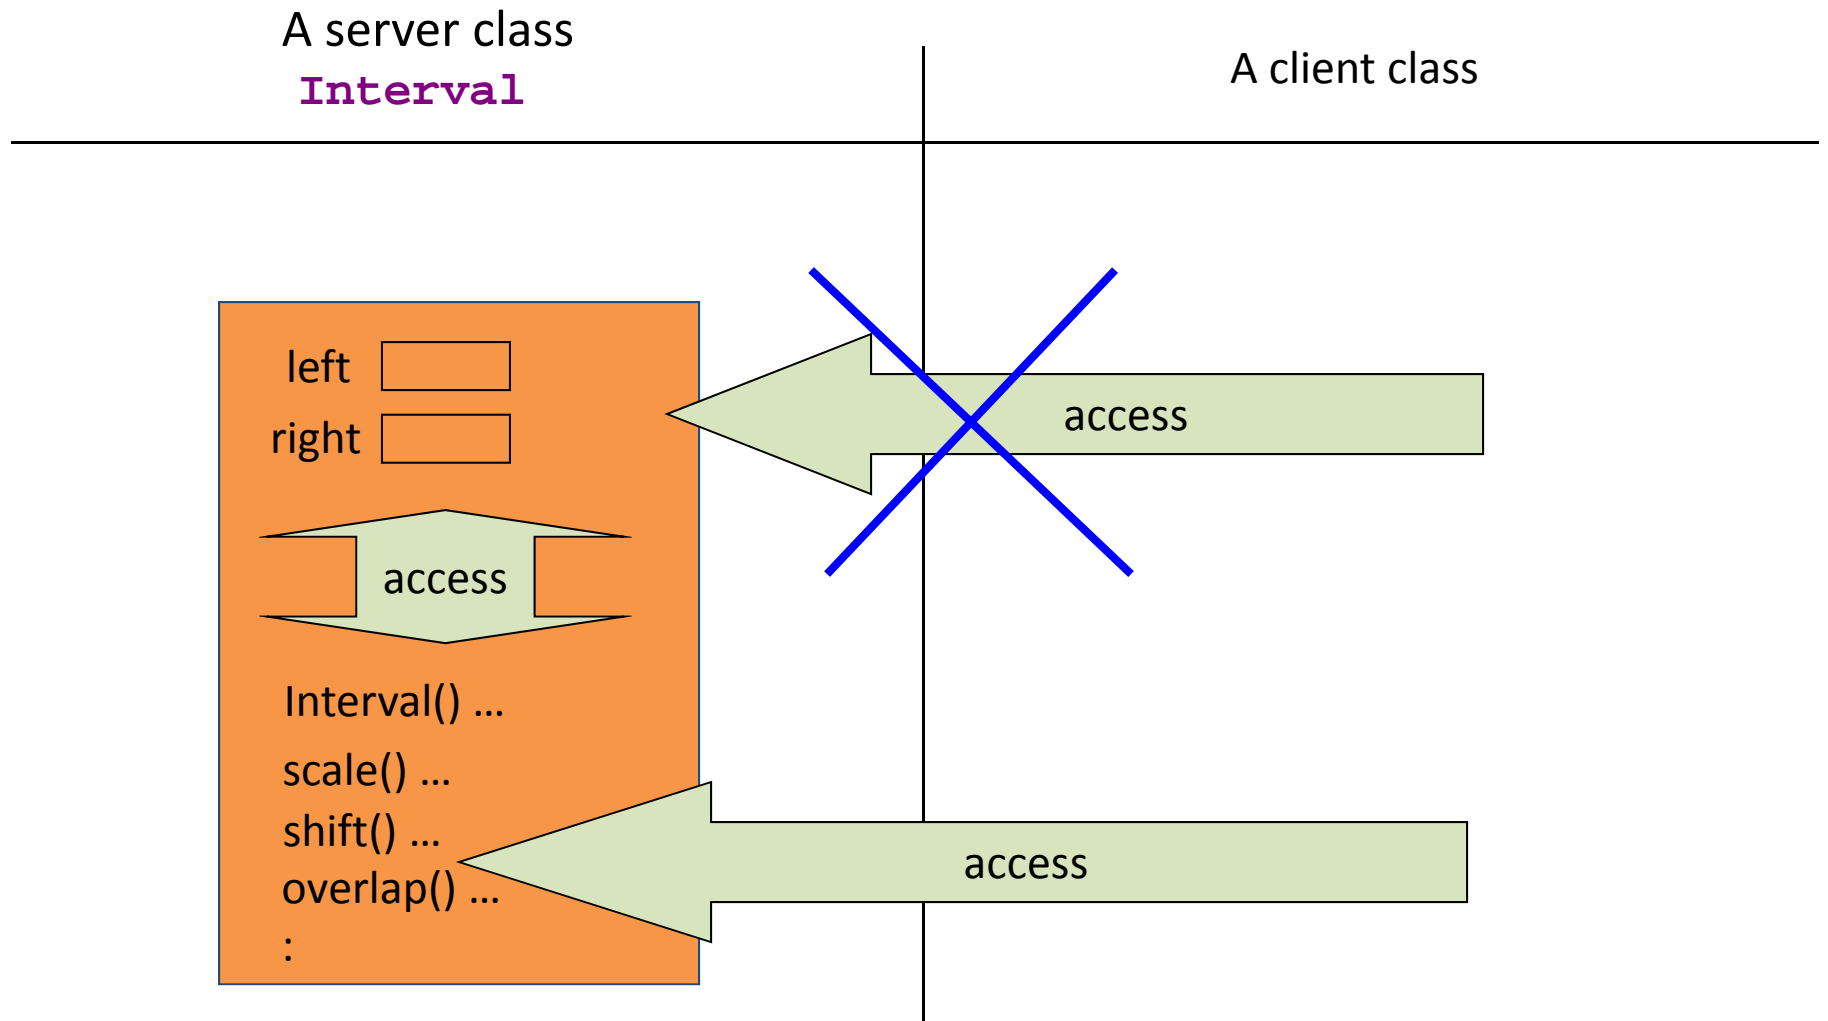 A server class
Interval
A client class
left
right
access
access
Interval() …
scale() …
shift() …
overlap() …
:
access